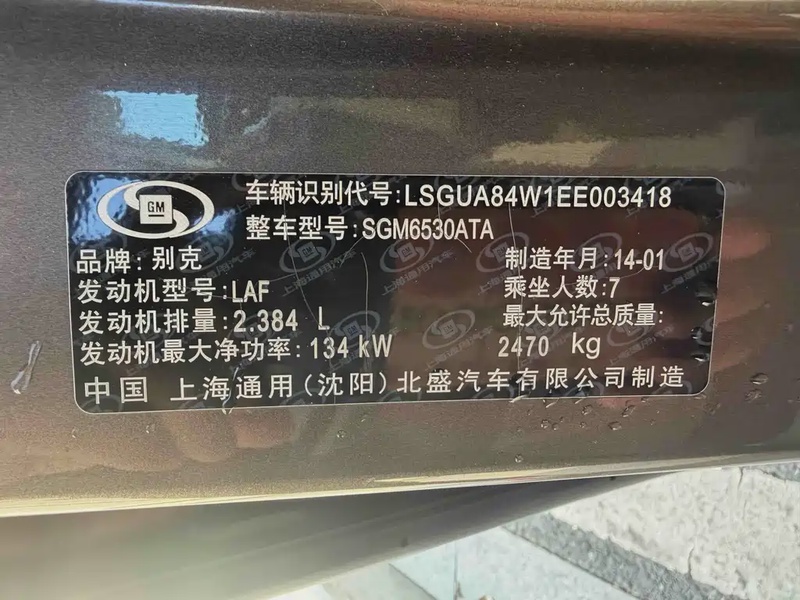 GM
车辆识别代号:LSGUA84W1EE003418
整车型号:SGM6530ATA
品牌:别克
制造年月:14-01
发动机型号:LAF
乘坐人数:7
发动机排量:2.384 L
最大允许总质量:
发动机最大净功率:134 kW
2470 kg
中国 上海通用(沈阳)北盛汽车有限公司制造